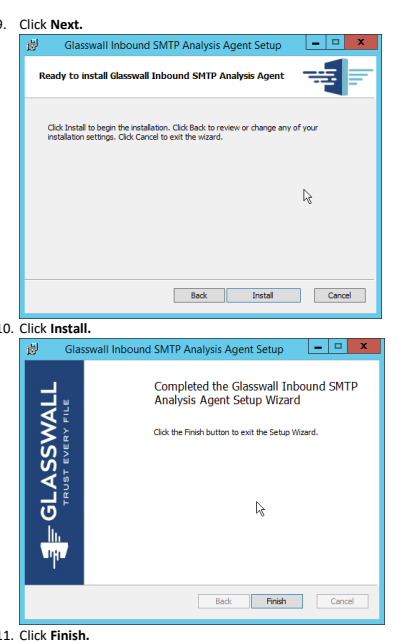 9. Click Next.
Glasswall Inbound SMTP Analysis Agent Setup
Ready to install Glasswall Inbound SMTP Analysis Agent
Click Install to begin the installation. Click Back to review or change any of your
installation settings. Click Cancel to exit the wizard.
Back Install Cancel
10. Click Install.
Glasswall Inbound SMTP Analysis Agent Setup
GLASSWALL
TRUST EVERY FILE
Completed the Glasswall Inbound SMTP
Analysis Agent Setup Wizard
Click the Finish button to exit the Setup Wizard.
Back Finish Cancel
11. Click Finish.